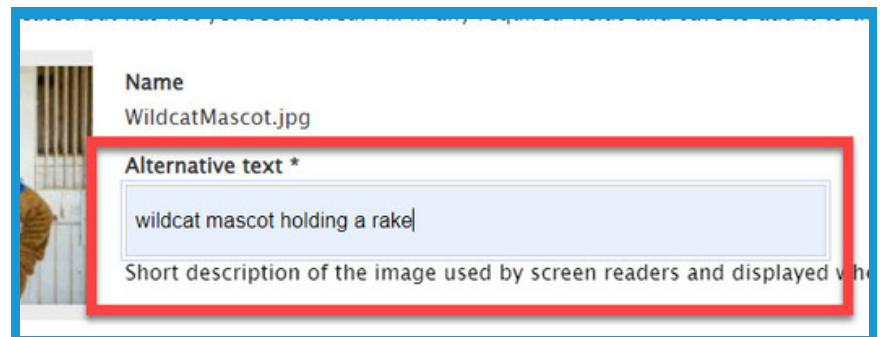 Name
WildcatMascot.jpg
Alternative text *
wildcat mascot holding a rake
Short description of the image used by screen readers and displayed